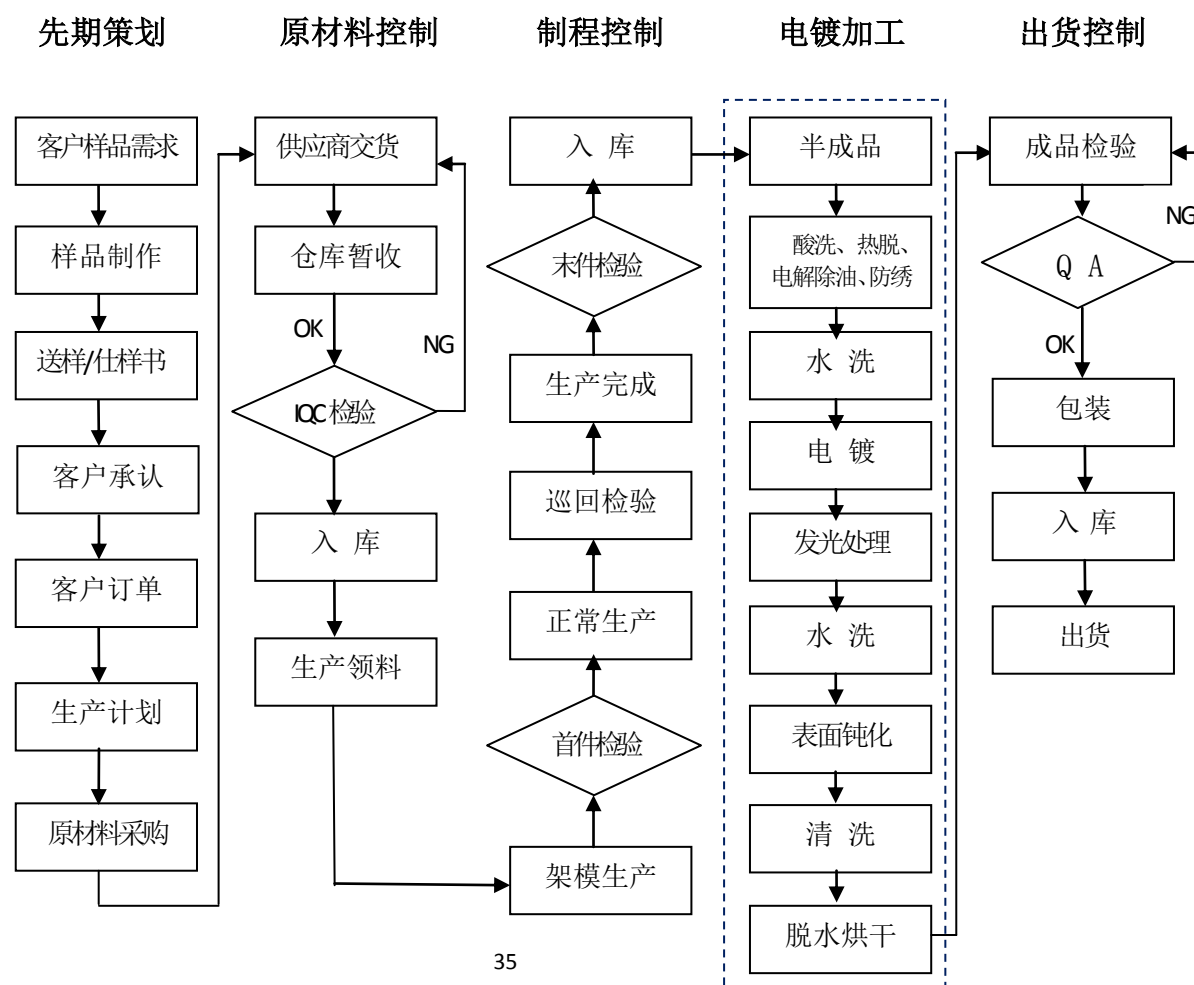 先期策划
原材料控制
制程控制
电镀加工
出货控制
客户样品需求
样品制作
送样/仕样书
客户承认
客户订单
生产计划
原材料采购
供应商交货
仓库暂收
OK
NG
IQC检验
入 库
生产领料
入 库
末件检验
生产完成
巡回检验
正常生产
首件检验
架模生产
半成品
酸洗、热脱、
电解除油、防绣
水 洗
电 镀
发光处理
水 洗
表面钝化
清 洗
脱水烘干
成品检验
NG
Q A
OK
包装
入 库
出货
35